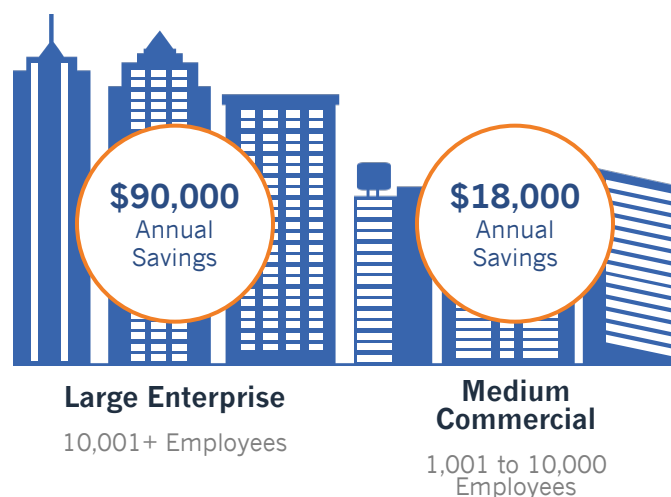 $90,000
Annual
Savings
$18,000
Annual
Savings
Large Enterprise
10,001+ Employees
Medium
Commercial
1,001 to 10,000
Employees